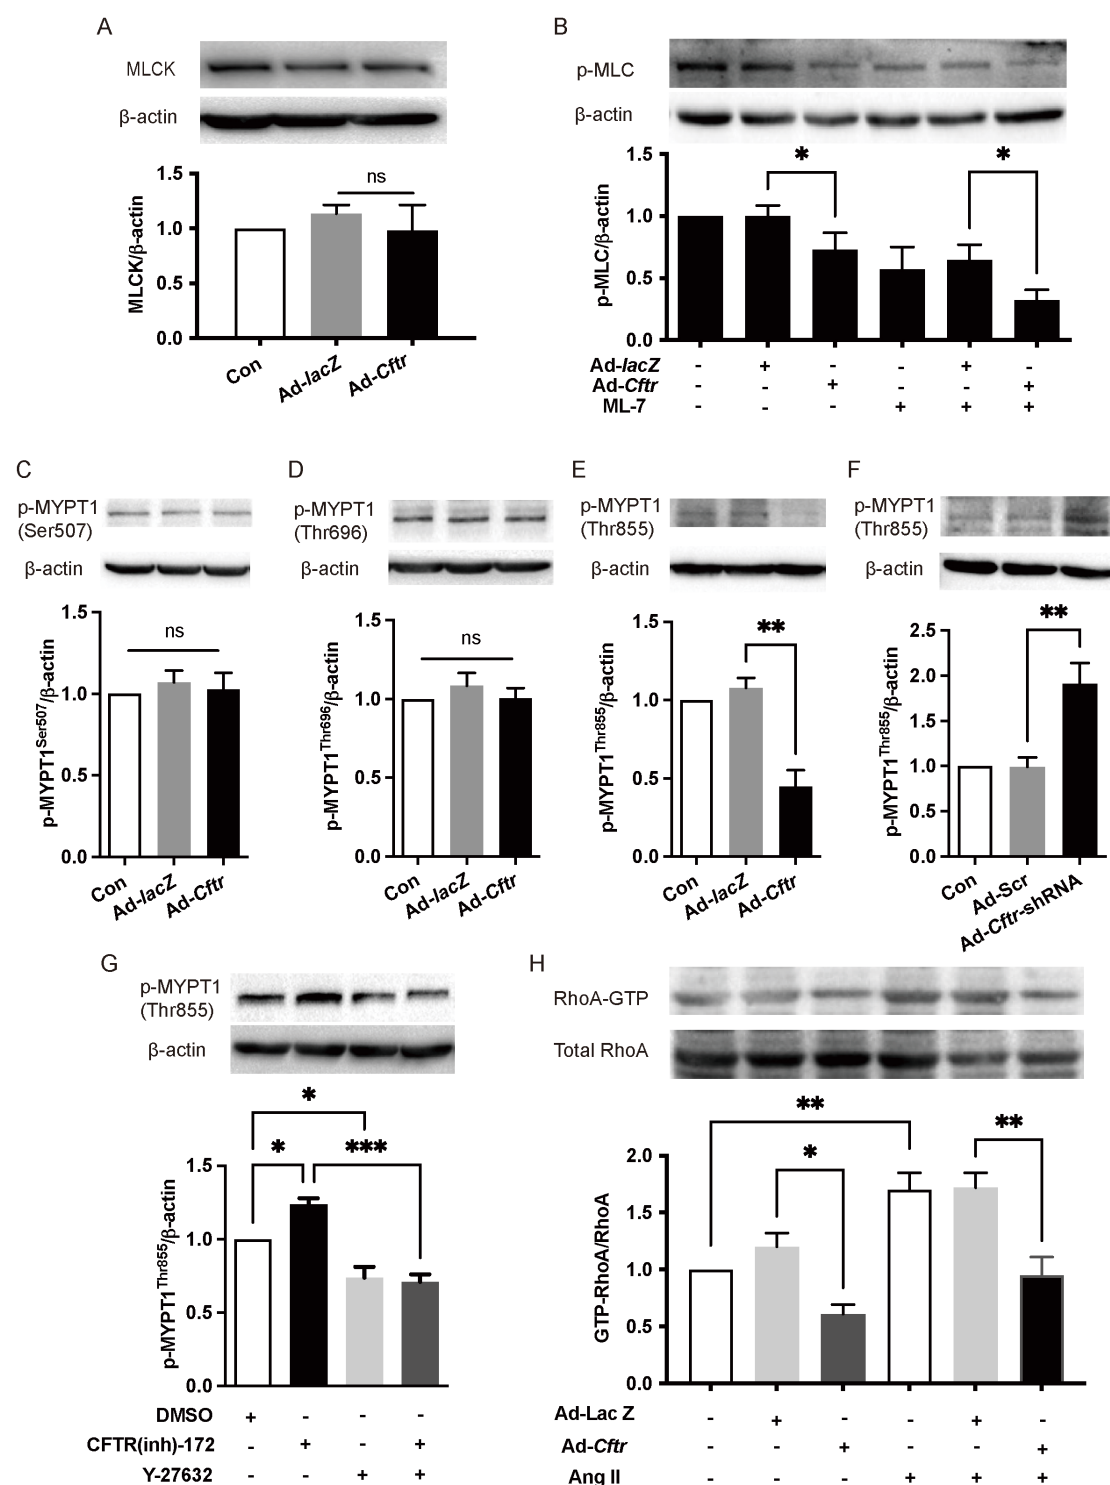 A
MLCK
β-actin
MLCK/β-actin
1.5
1.0
0.5
0.0
ns
Con
Ad-lacZ
Ad-Cftr
B
p-MLC
β-actin
p-MLC/β-actin
1.5
1.0
0.5
0.0
* *
Ad-lacZ - + - - + -
Ad-Cftr - - + - - +
ML-7 - - - + + +
C
p-MYPT1
(Ser507)
β-actin
p-MYPT1Ser507/β-actin
1.5
1.0
0.5
0.0
ns
Con
Ad-lacZ
Ad-Cftr
D
p-MYPT1
(Thr696)
β-actin
p-MYPT1Thr696/β-actin
1.5
1.0
0.5
0.0
ns
Con
Ad-lacZ
Ad-Cftr
E
p-MYPT1
(Thr855)
β-actin
p-MYPT1Thr855/β-actin
1.5
1.0
0.5
0.0
**
Con
Ad-lacZ
Ad-Cftr
F
p-MYPT1
(Thr855)
β-actin
p-MYPT1Thr855/β-actin
2.5
2.0
1.5
1.0
0.5
0.0
**
Con
Ad-Scr
Ad-Cftr-shRNA
G
p-MYPT1
(Thr855)
β-actin
p-MYPT1Thr855/β-actin
1.5
1.0
0.5
0.0
*
* ***
DMSO + - - -
CFTR(inh)-172 - + - +
Y-27632 - - + +
H
RhoA-GTP
Total RhoA
GTP-RhoA/RhoA
2.0
1.5
1.0
0.5
0.0
**
* **
Ad-Lac Z - + - - + -
Ad-Cftr - - + - - +
Ang II - - - + + +